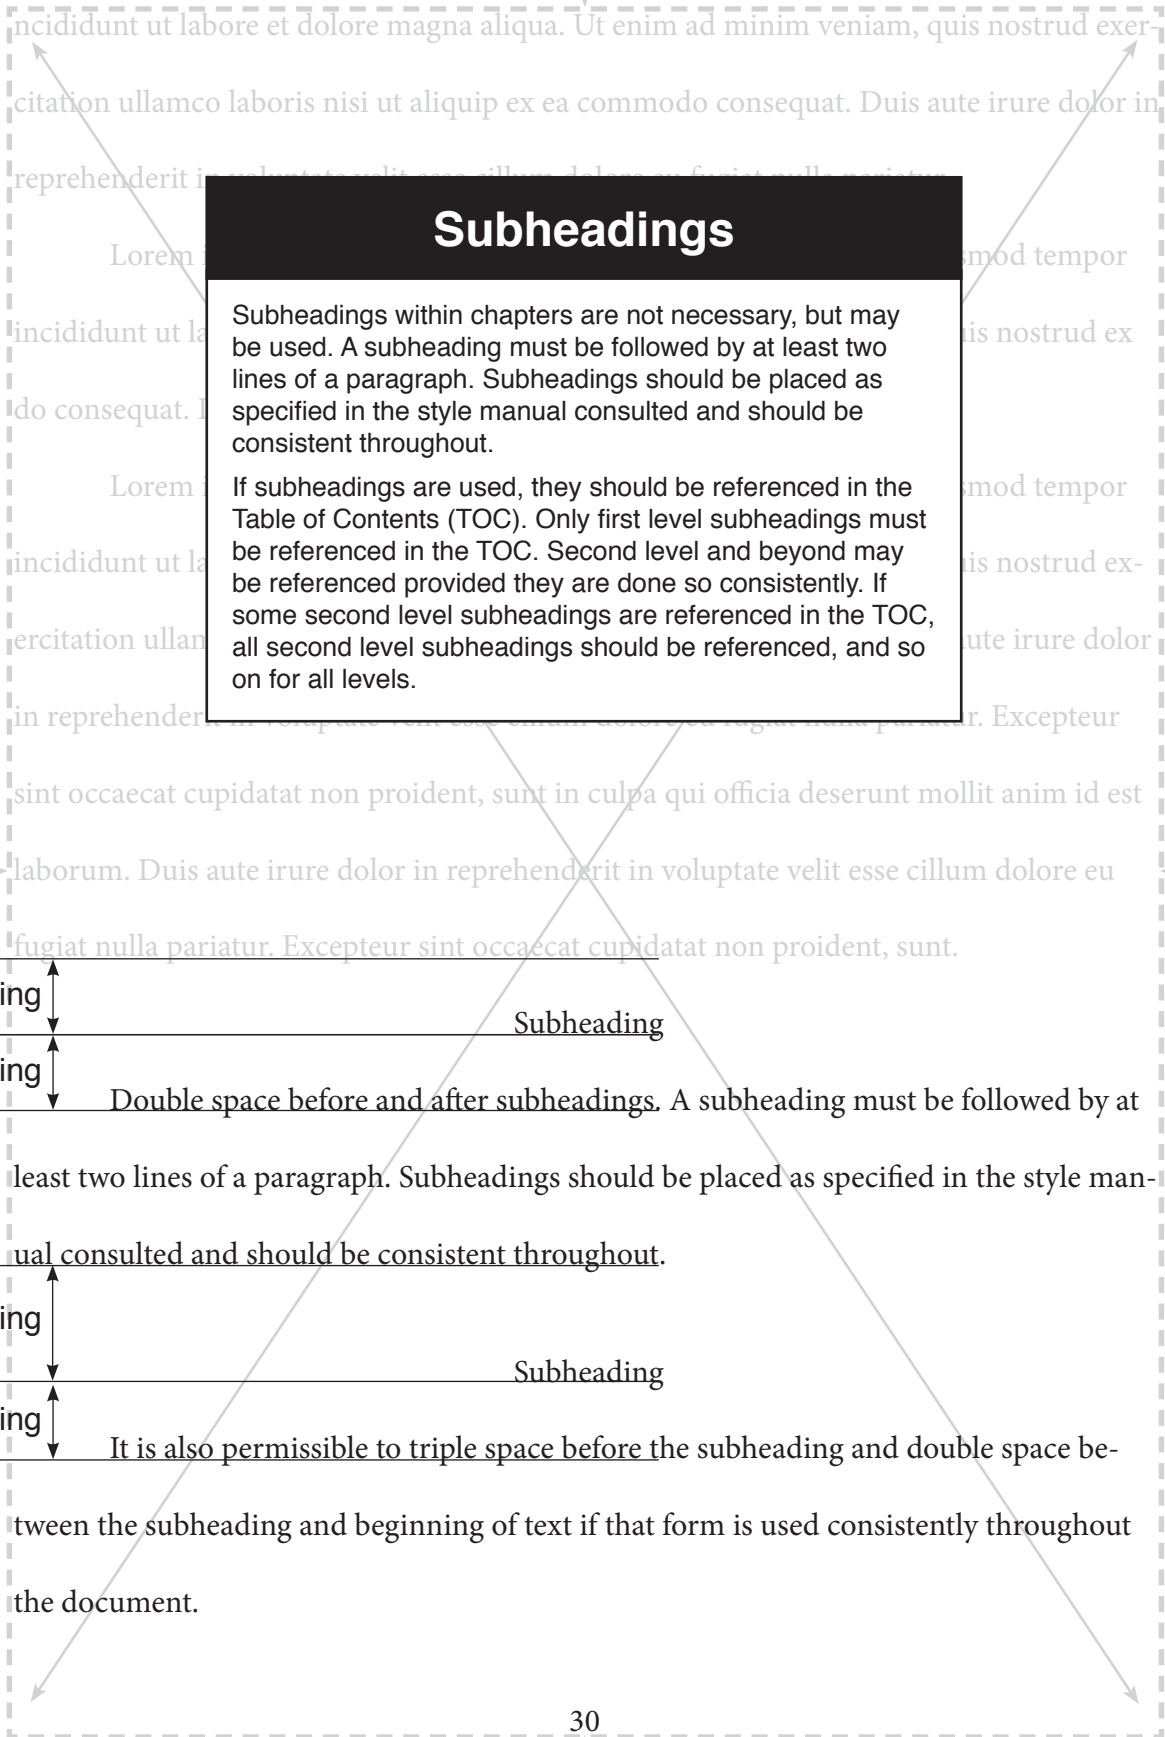 ncididunt ut labore et dolore magna aliqua. Ut enim ad minim veniam, quis nostrud exer-
citation ullamco laboris nisi ut aliquip ex ea commodo consequat. Duis aute irure dolor in
reprehenderit
Subheadings
Lorem tempor
Subheadings within chapters are not necessary, but may
be used. A subheading must be followed by at least two
lines of a paragraph. Subheadings should be placed as
specified in the style manual consulted and should be
consistent throughout.
If subheadings are used, they should be referenced in the
Table of Contents (TOC). Only first level subheadings must
be referenced in the TOC. Second level and beyond may
be referenced provided they are done so consistently. If
some second level subheadings are referenced in the TOC,
all second level subheadings should be referenced, and so
on for all levels.
incididunt ut nostrud ex
do consequat.
Lorem tempor
incididunt ut nostrud ex-
ercitation irure dolor
in Excepteur
sint occaecat cupidatat non proident, sunt in culpa qui officia deserunt mollit anim id est
laborum. Duis aute irure dolor in reprehenderit in voluptate velit esse cillum dolore eu
fugiat nulla pariatur. Excepteur sint occaecat cupidatat non proident, sunt.
ing
Subheading
ing
Double space before and after subheadings. A subheading must be followed by at
least two lines of a paragraph. Subheadings should be placed as specified in the style man-
ual consulted and should be consistent throughout.
ing
Subheading
ing
It is also permissible to triple space before the subheading and double space be-
tween the subheading and beginning of text if that form is used consistently throughout
the document.
30